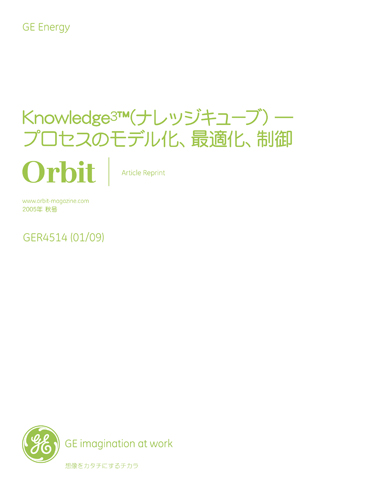 GE Energy
Knowledge³™(ナレッジキューブ) —
プロセスのモデル化、最適化、制御
Orbit
Article Reprint
www.orbit-magazine.com
2005年 秋号
GER4514 (01/09)
GE imagination at work
想像をカタチにするチカラ